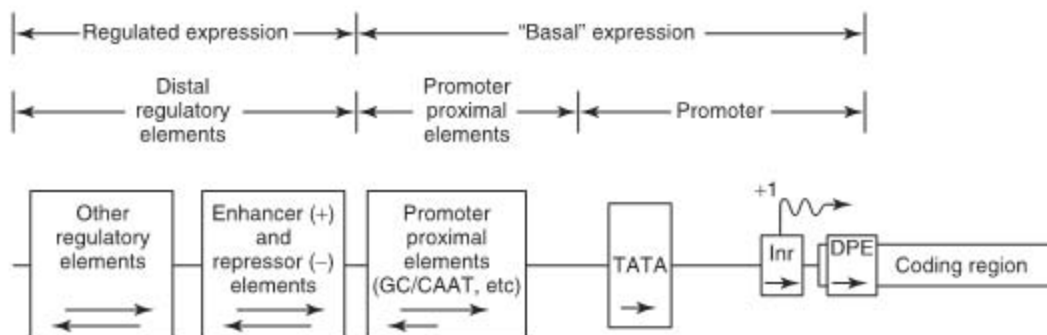 Regulated expression
“Basal” expression
Distal
regulatory
elements
Promoter
proximal
elements
Promoter
Other
regulatory
elements
Enhancer (+)
and
repressor (−)
elements
Promoter
proximal
elements
(GC/CAAT, etc)
TATA
+1
Inr
DPE
Coding region